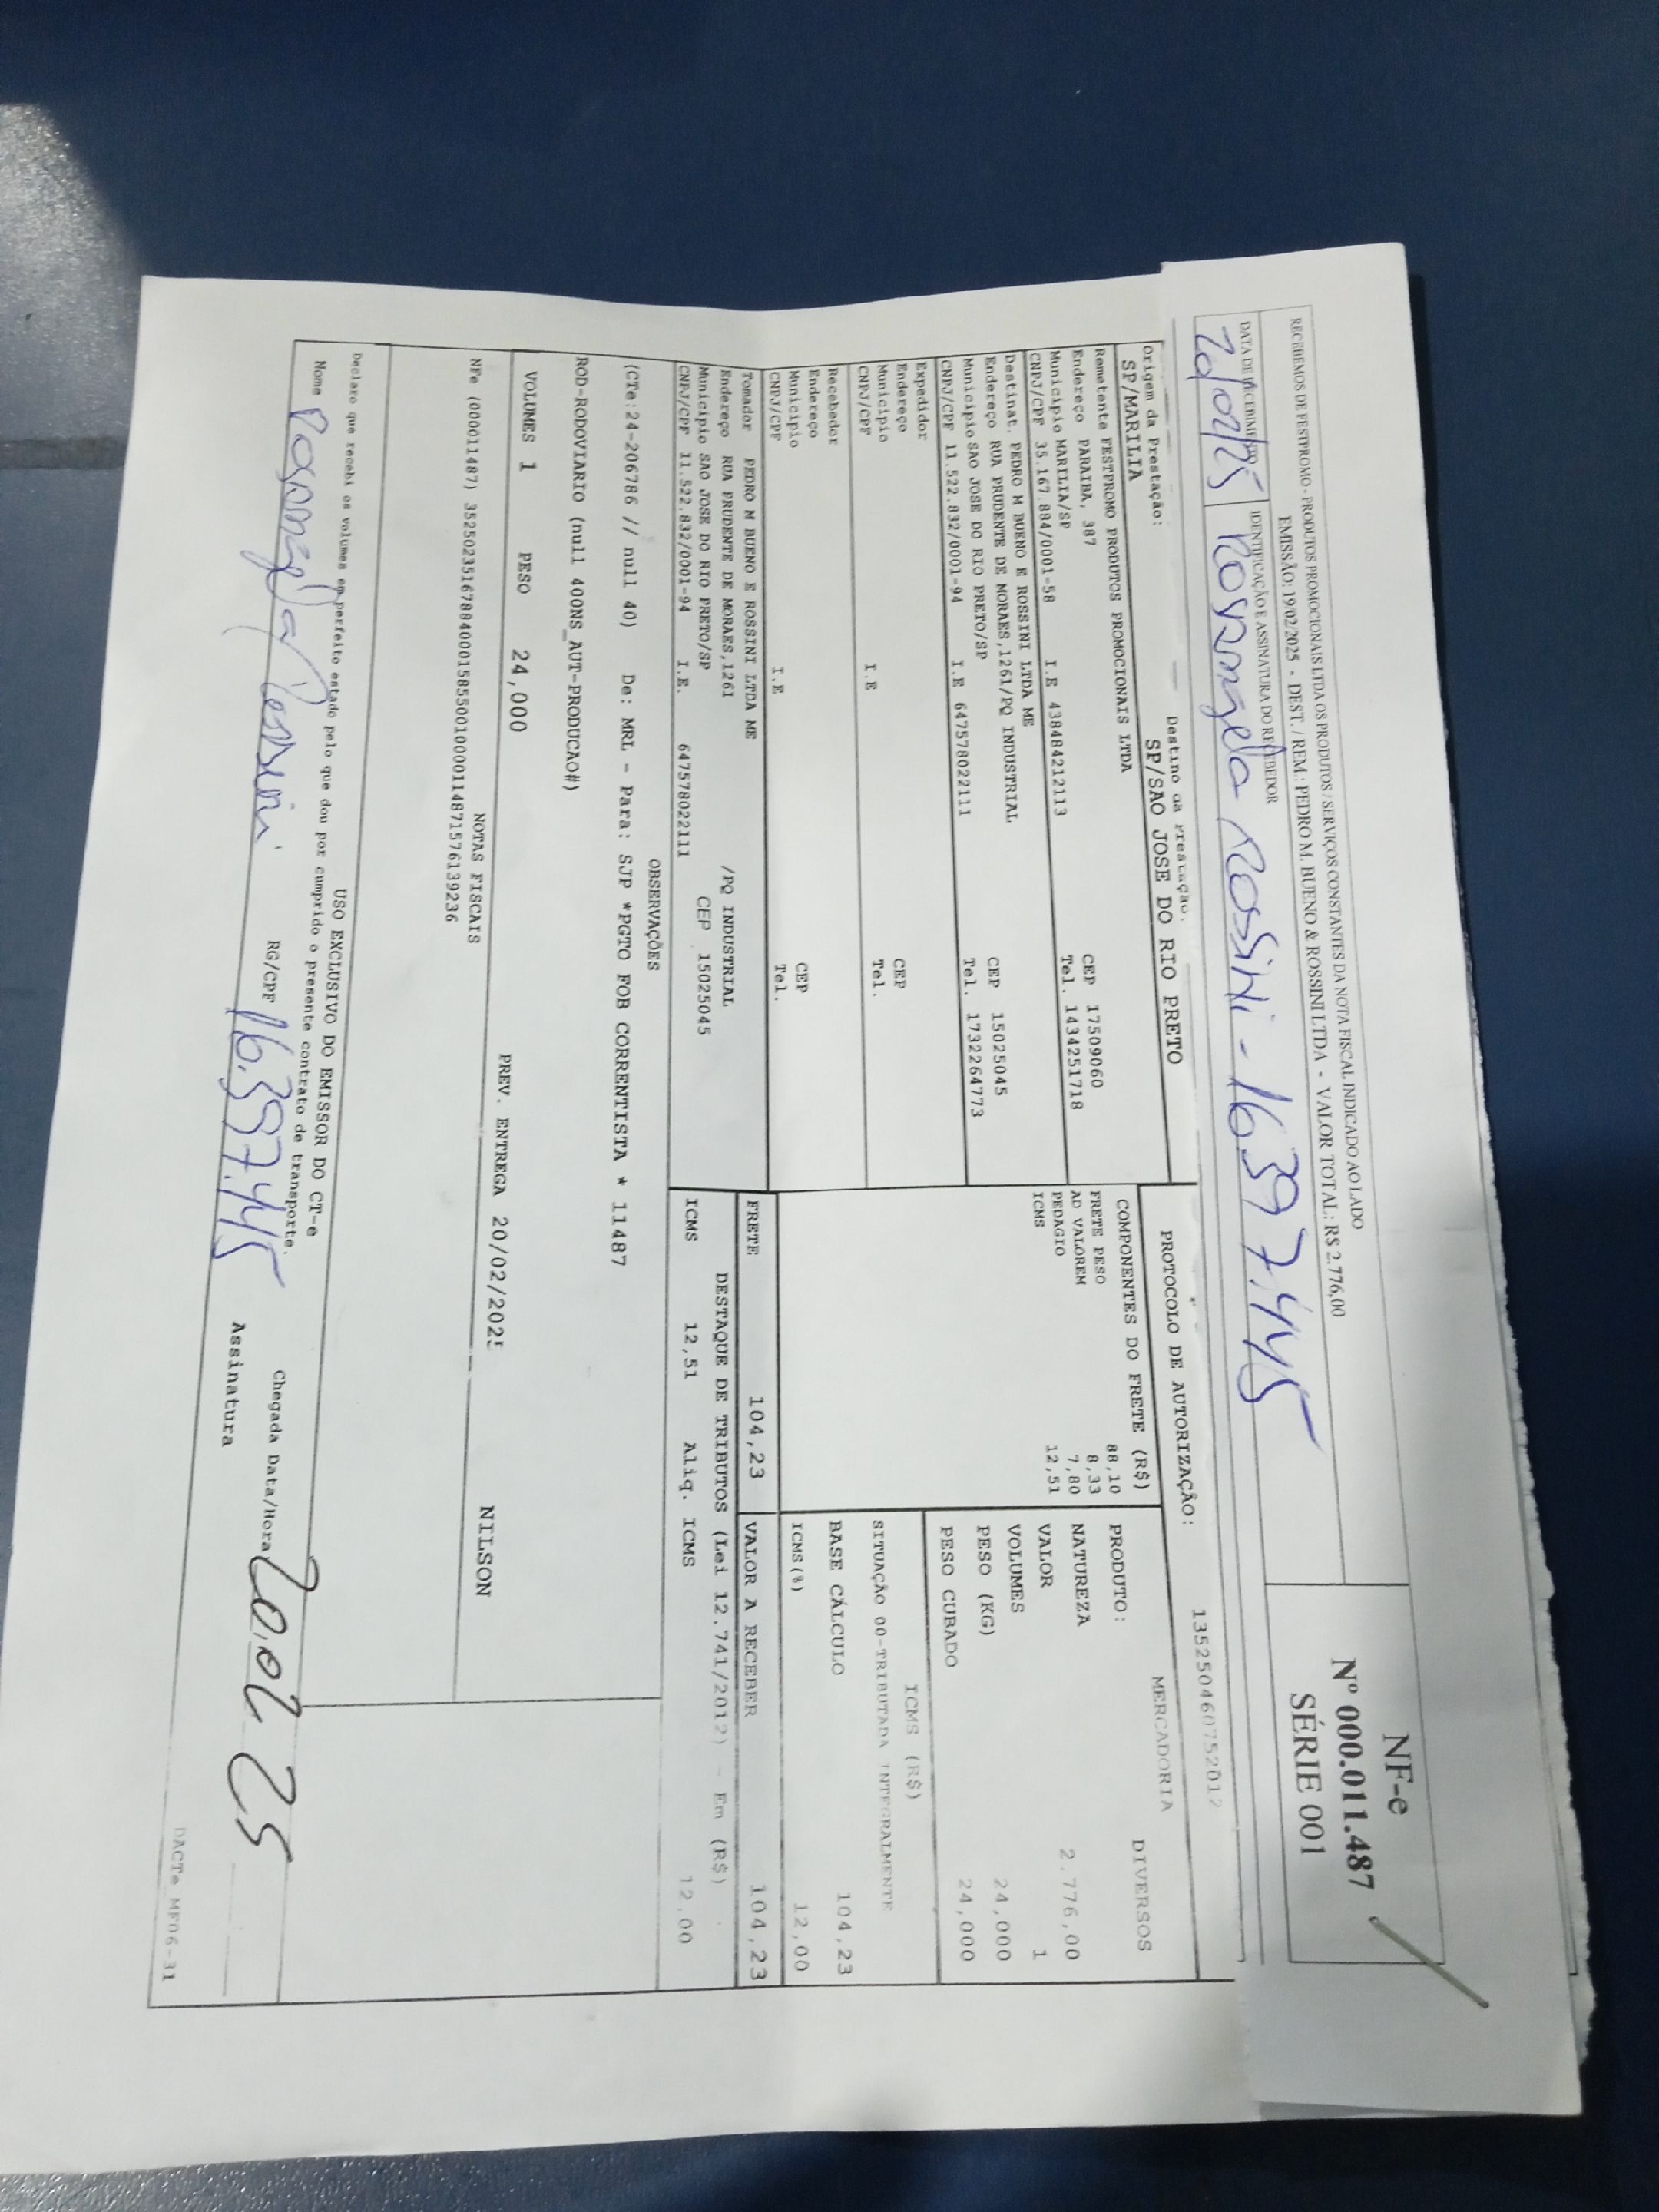 RECEBEMOS DE FESTPROMO - PRODUTOS PROMOCIONAIS LTDA OS PRODUTOS / SERVIÇOS CONSTANTES DA NOTA FISCAL INDICADO AO LADO
EMISSÃO: 19/02/2025 - DEST. / REM.: PEDRO M. BUENO & ROSSINI LTDA - VALOR TOTAL: R$ 2.776,00
NF-e
Nº 000.011.487
SÉRIE 001
DATA DE RECEBIMENTO
IDENTIFICAÇÃO E ASSINATURA DO RECEBEDOR
20/02/25 Rosangela Rossini - 16.397.445
Origem da Prestação:
SP/MARILIA
Destino da Prestação:
SP/SAO JOSE DO RIO PRETO
PROTOCOLO DE AUTORIZAÇÃO: 135250460752012
Remetente FESTPROMO PRODUTOS PROMOCIONAIS LTDA
Endereço PARAIBA, 387 CEP 17509060
Município MARILIA/SP Tel. 1434251718
CNPJ/CPF 35.167.884/0001-58 I.E 438484212113
Destinat. PEDRO M BUENO E ROSSINI LTDA ME
Endereço RUA PRUDENTE DE MORAES,1261/PQ INDUSTRIAL CEP 15025045
Município SAO JOSE DO RIO PRETO/SP Tel. 1732264773
CNPJ/CPF 11.522.832/0001-94 I.E 647578022111
Expedidor
Endereço CEP
Município Tel.
CNPJ/CPF I.E
Recebedor
Endereço
Município CEP
CNPJ/CPF I.E Tel.
Tomador PEDRO M BUENO E ROSSINI LTDA ME
Endereço RUA PRUDENTE DE MORAES,1261 /PQ INDUSTRIAL
Município SAO JOSE DO RIO PRETO/SP CEP 15025045
CNPJ/CPF 11.522.832/0001-94 I.E. 647578022111
COMPONENTES DO FRETE (R$)
FRETE PESO 88,10
AD VALOREM 8,33
PEDAGIO 7,80
ICMS 12,51
MERCADORIA
PRODUTO: DIVERSOS
NATUREZA
VALOR 2.776,00
VOLUMES 1
PESO (KG) 24,000
PESO CUBADO 24,000
ICMS (R$)
SITUAÇÃO 00-TRIBUTADA INTEGRALMENTE
BASE CÁLCULO 104,23
ICMS(%) 12,00
FRETE 104,23 VALOR A RECEBER 104,23
DESTAQUE DE TRIBUTOS (Lei 12.741/2012) - Em (R$)
ICMS 12,51 Aliq. ICMS 12,00
OBSERVAÇÕES
(CTe:24-206786 // null 40) De: MRL - Para: SJP *PGTO FOB CORRENTISTA * 11487
ROD-RODOVIARIO (null 400NS_AUT-PRODUCAO#)
VOLUMES 1 PESO 24,000 PREV. ENTREGA 20/02/2025 NILSON
NOTAS FISCAIS
NFe (000011487) 35250235167884000158550010000114871576139236
USO EXCLUSIVO DO EMISSOR DO CT-e
Declaro que recebi os volumes em perfeito estado pelo que dou por cumprido o presente contrato de transporte.
Nome Rosangela Rossini RG/CPF 16.397.445 Chegada Data/Hora 20.02 25
Assinatura
DACTe_MF06-31